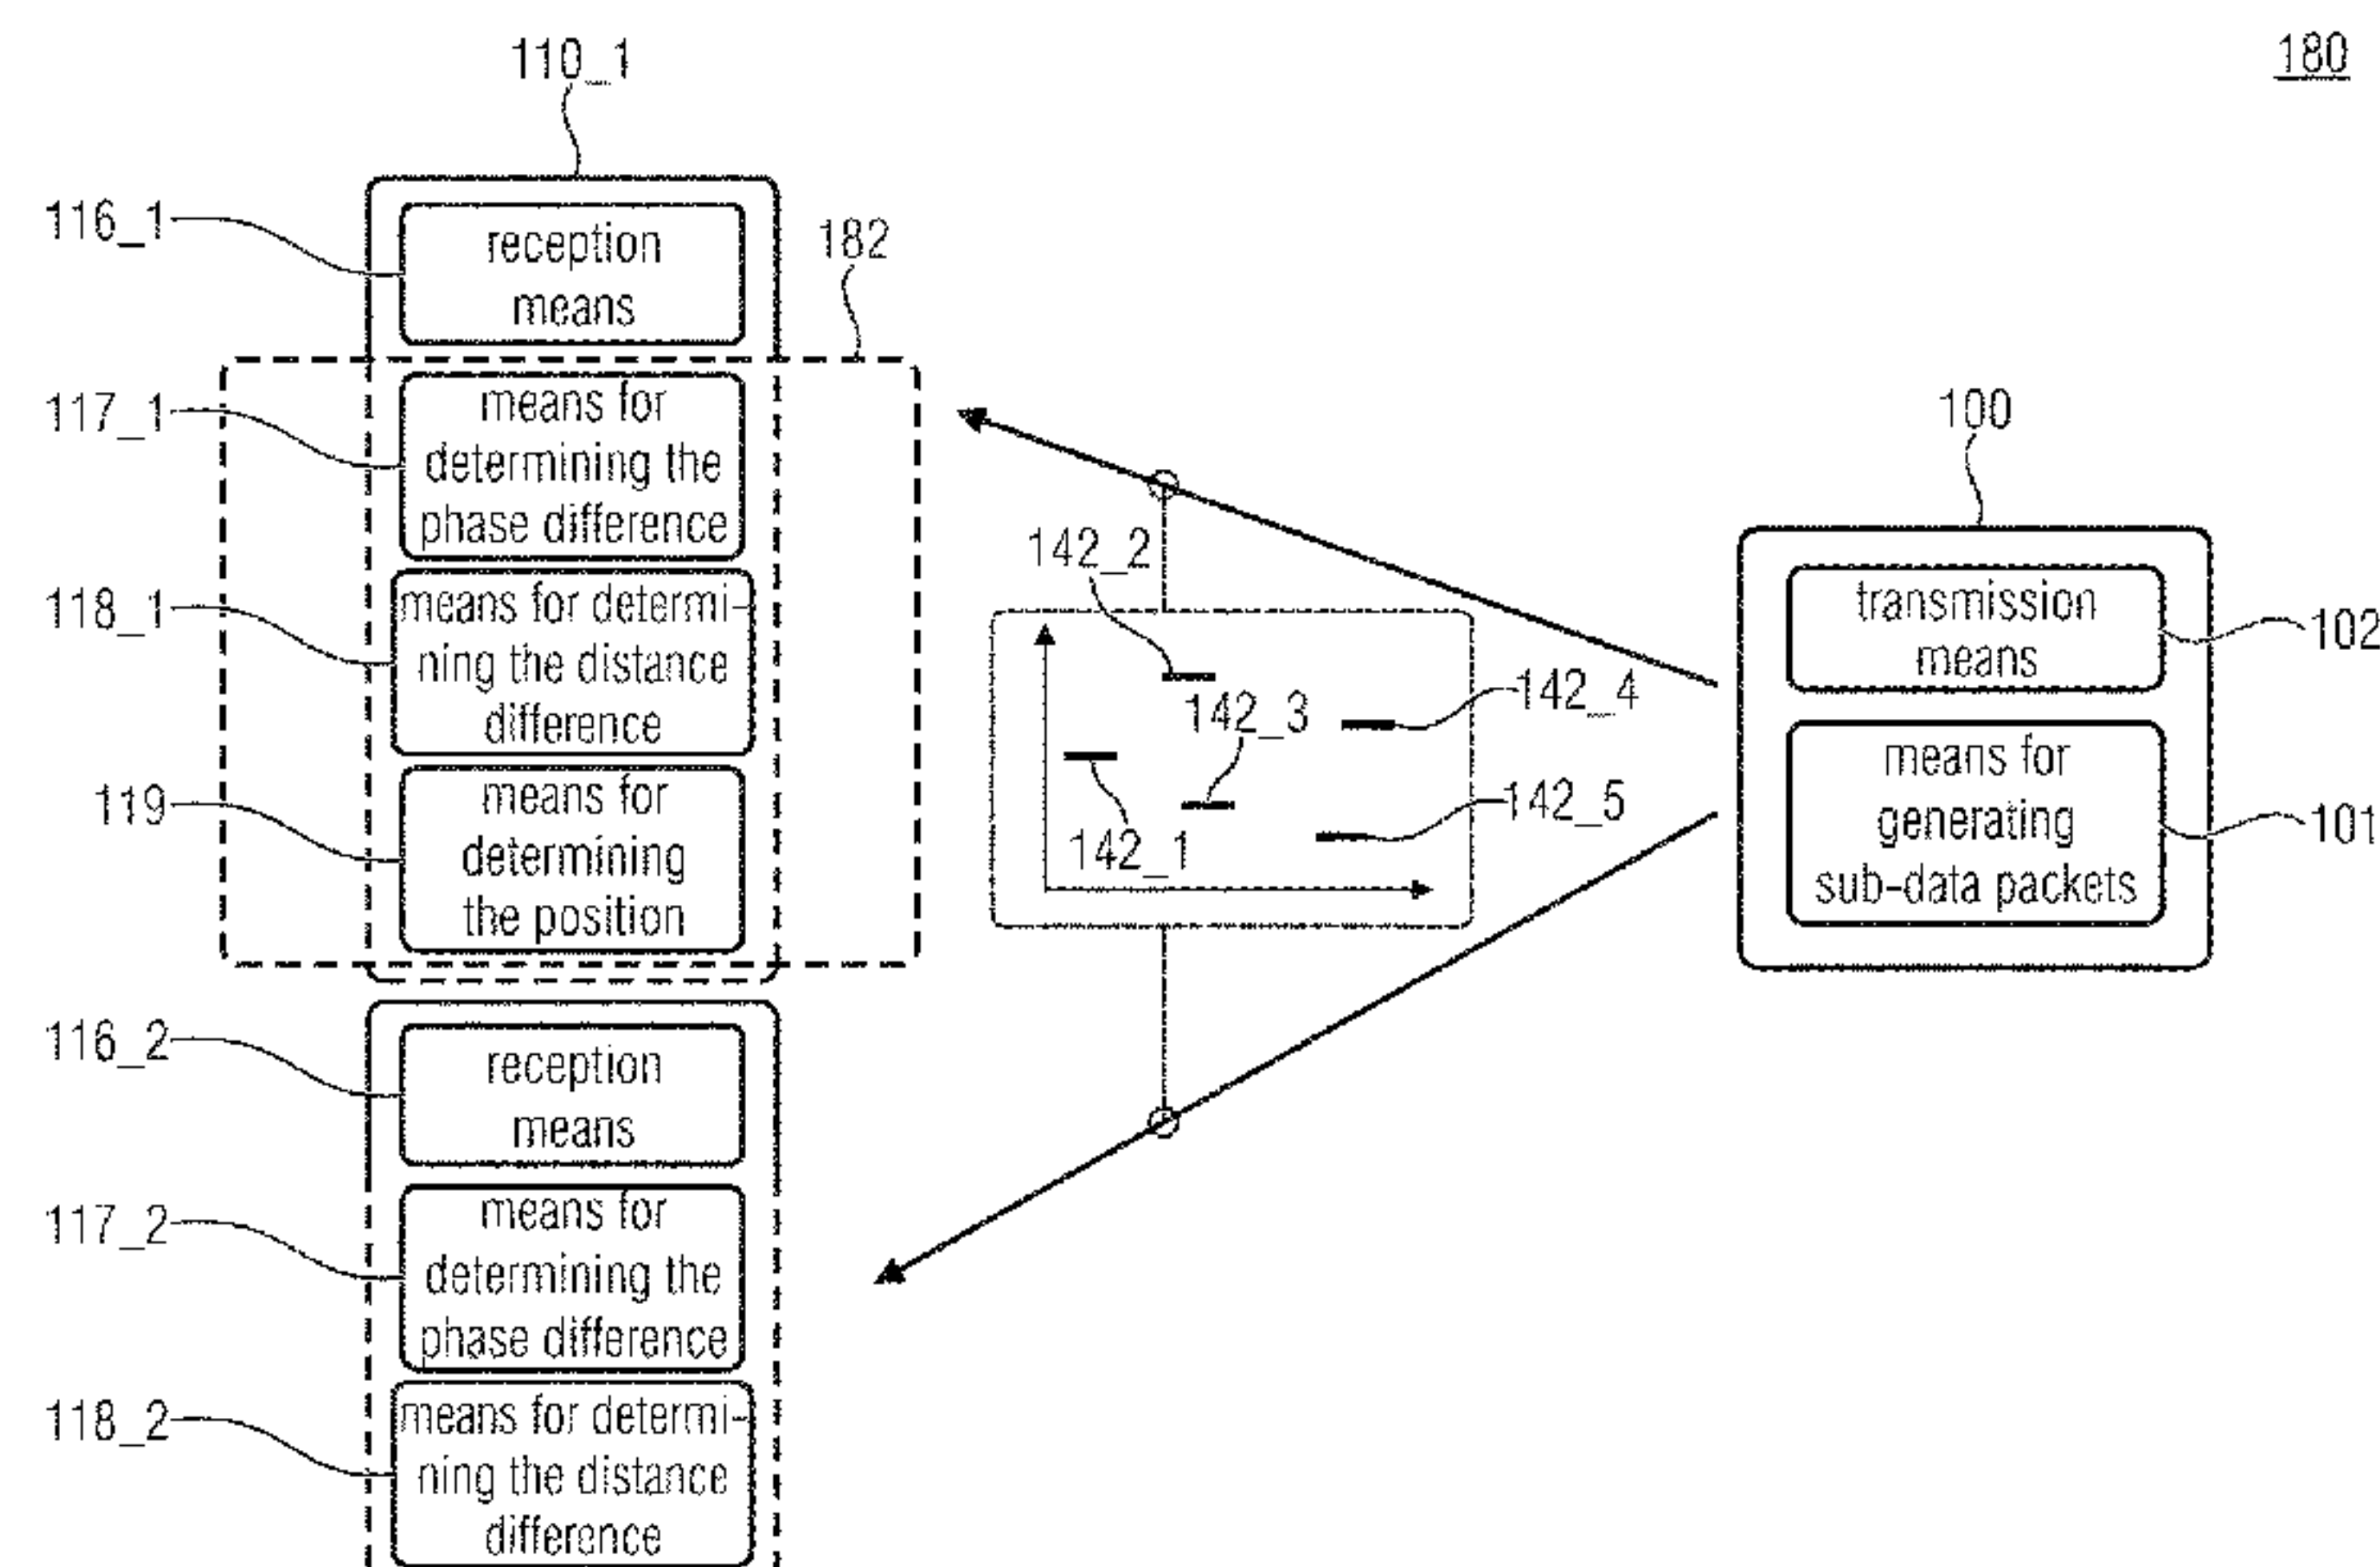 180
110_1
116_1
reception
means
182
117_1
means for
determining the
phase difference
118_1
means for determi-
ning the distance
difference
119
means for
determining
the position
116_2
reception
means
117_2
means for
determining the
phase difference
118_2
means for determi-
ning the distance
difference
142_2
142_3
142_4
142_1
142_5
100
transmission
means
102
means for
generating
sub-data packets
101